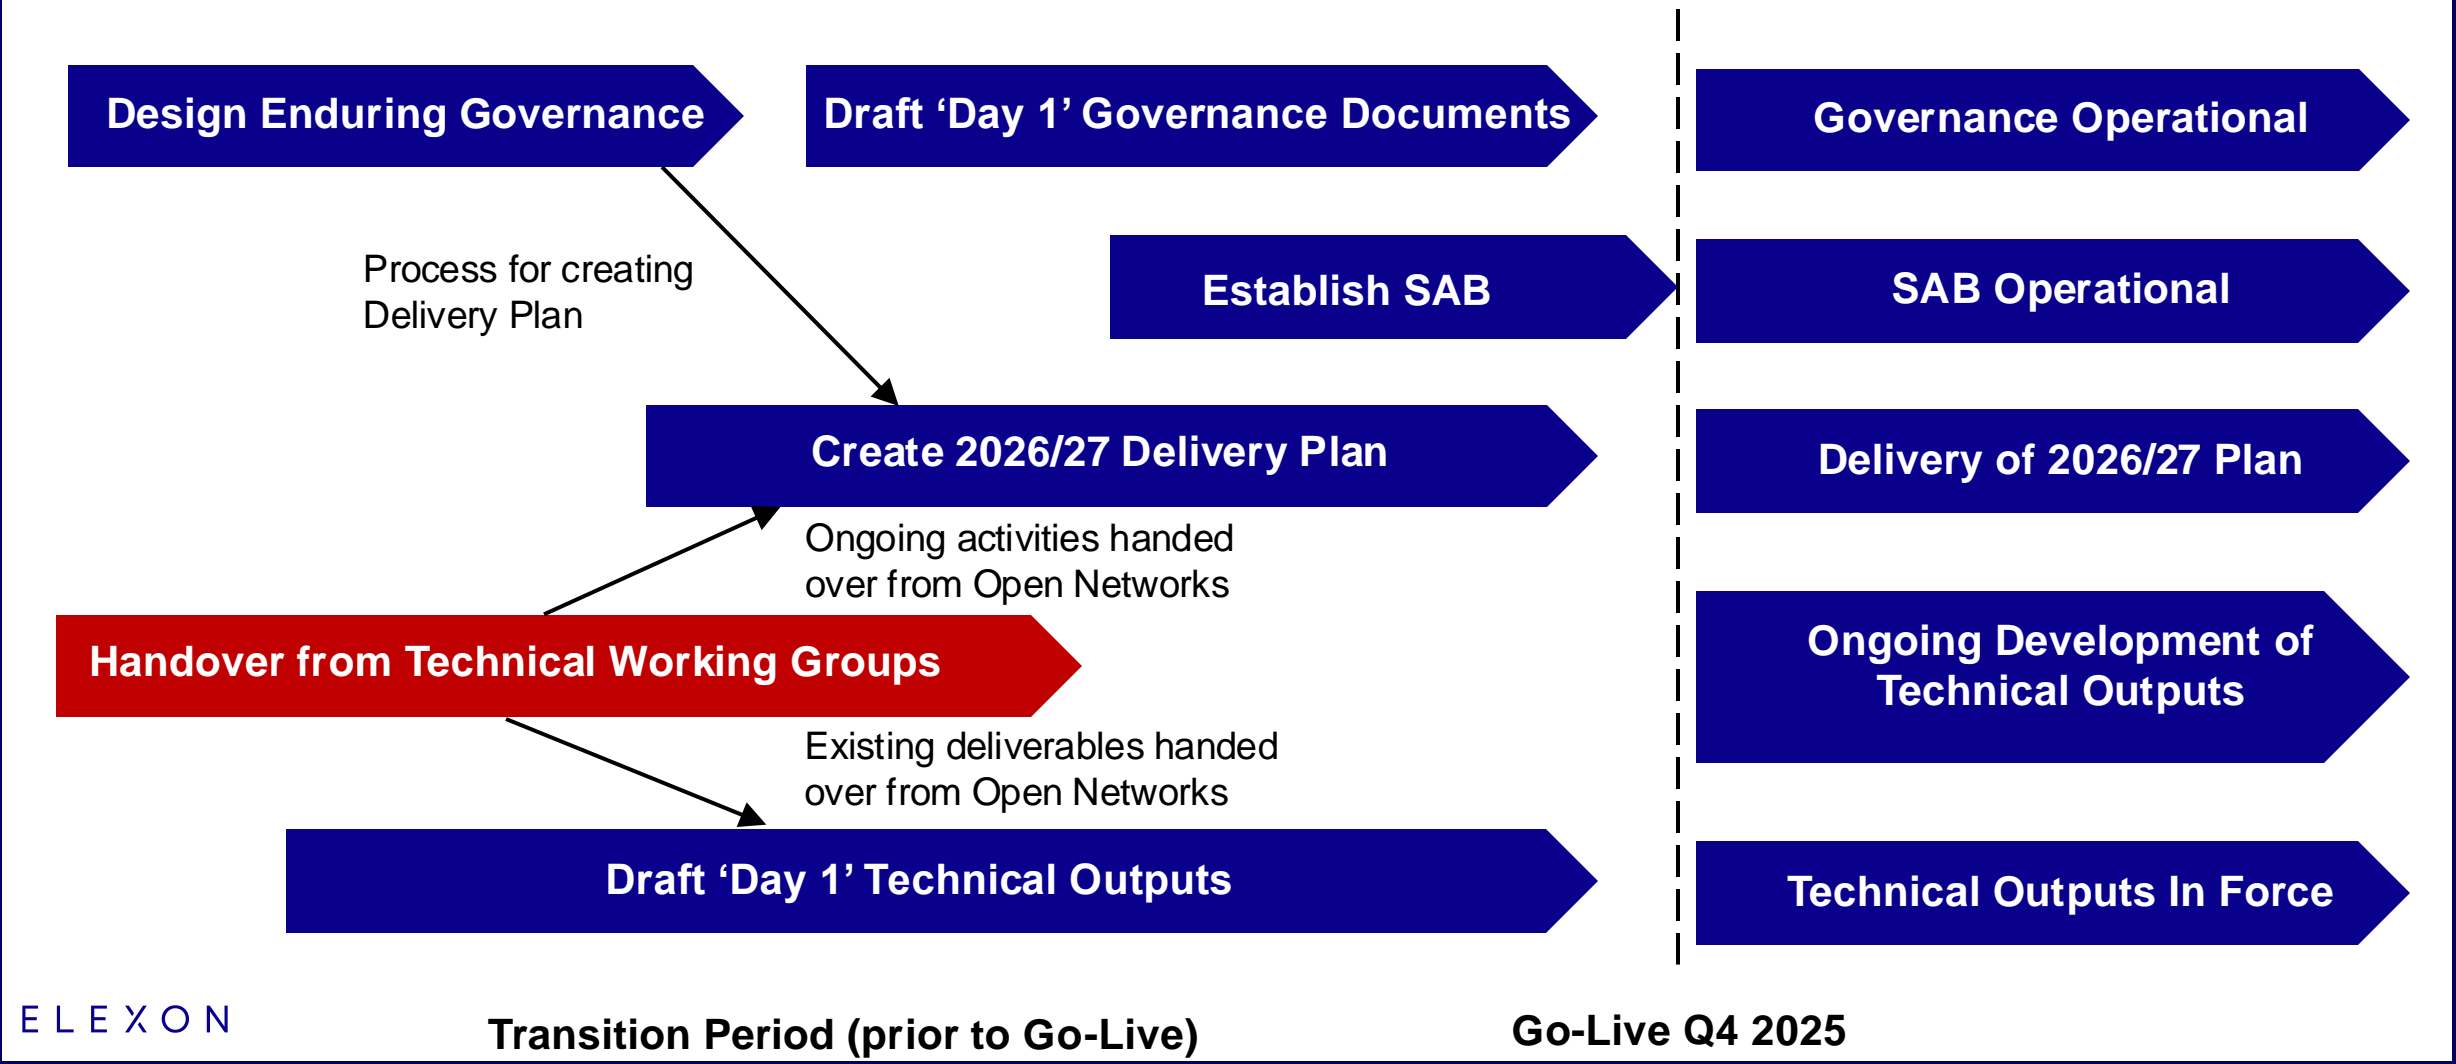 Design Enduring Governance
Draft ‘Day 1’ Governance Documents
Governance Operational
Process for creating
Delivery Plan
Establish SAB
SAB Operational
Create 2026/27 Delivery Plan
Delivery of 2026/27 Plan
Ongoing activities handed
over from Open Networks
Handover from Technical Working Groups
Ongoing Development of
Technical Outputs
Existing deliverables handed
over from Open Networks
Draft ‘Day 1’ Technical Outputs
Technical Outputs In Force
ELEXON
Transition Period (prior to Go-Live)
Go-Live Q4 2025